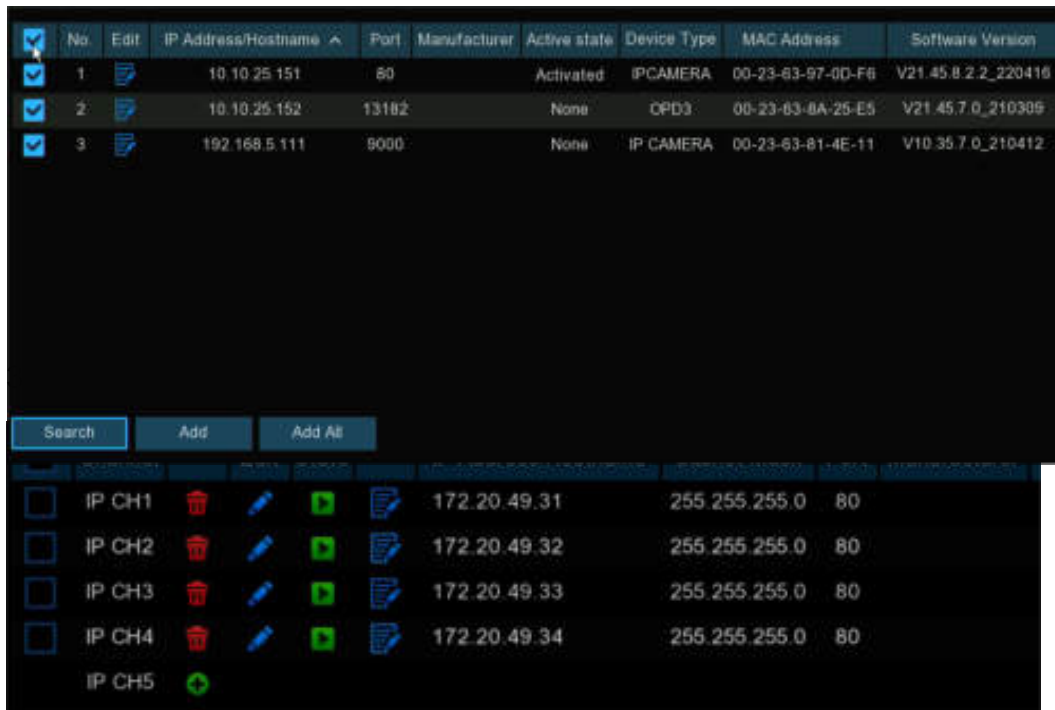 No. Edit IP Address/Hostname Port Manufacturer Active state Device Type MAC Address Software Version
1 10.10.25.151 80 Activated IPCAMERA 00-23-63-97-0D-F6 V21.45.8.2.2_220416
2 10.10.25.152 13182 None OPD3 00-23-63-8A-25-E5 V21.45.7.0_210309
3 192.168.5.111 9000 None IP CAMERA 00-23-63-81-4E-11 V10.35.7.0_210412
Search Add Add All
IP CH1 172.20.49.31 255.255.255.0 80
IP CH2 172.20.49.32 255.255.255.0 80
IP CH3 172.20.49.33 255.255.255.0 80
IP CH4 172.20.49.34 255.255.255.0 80
IP CH5